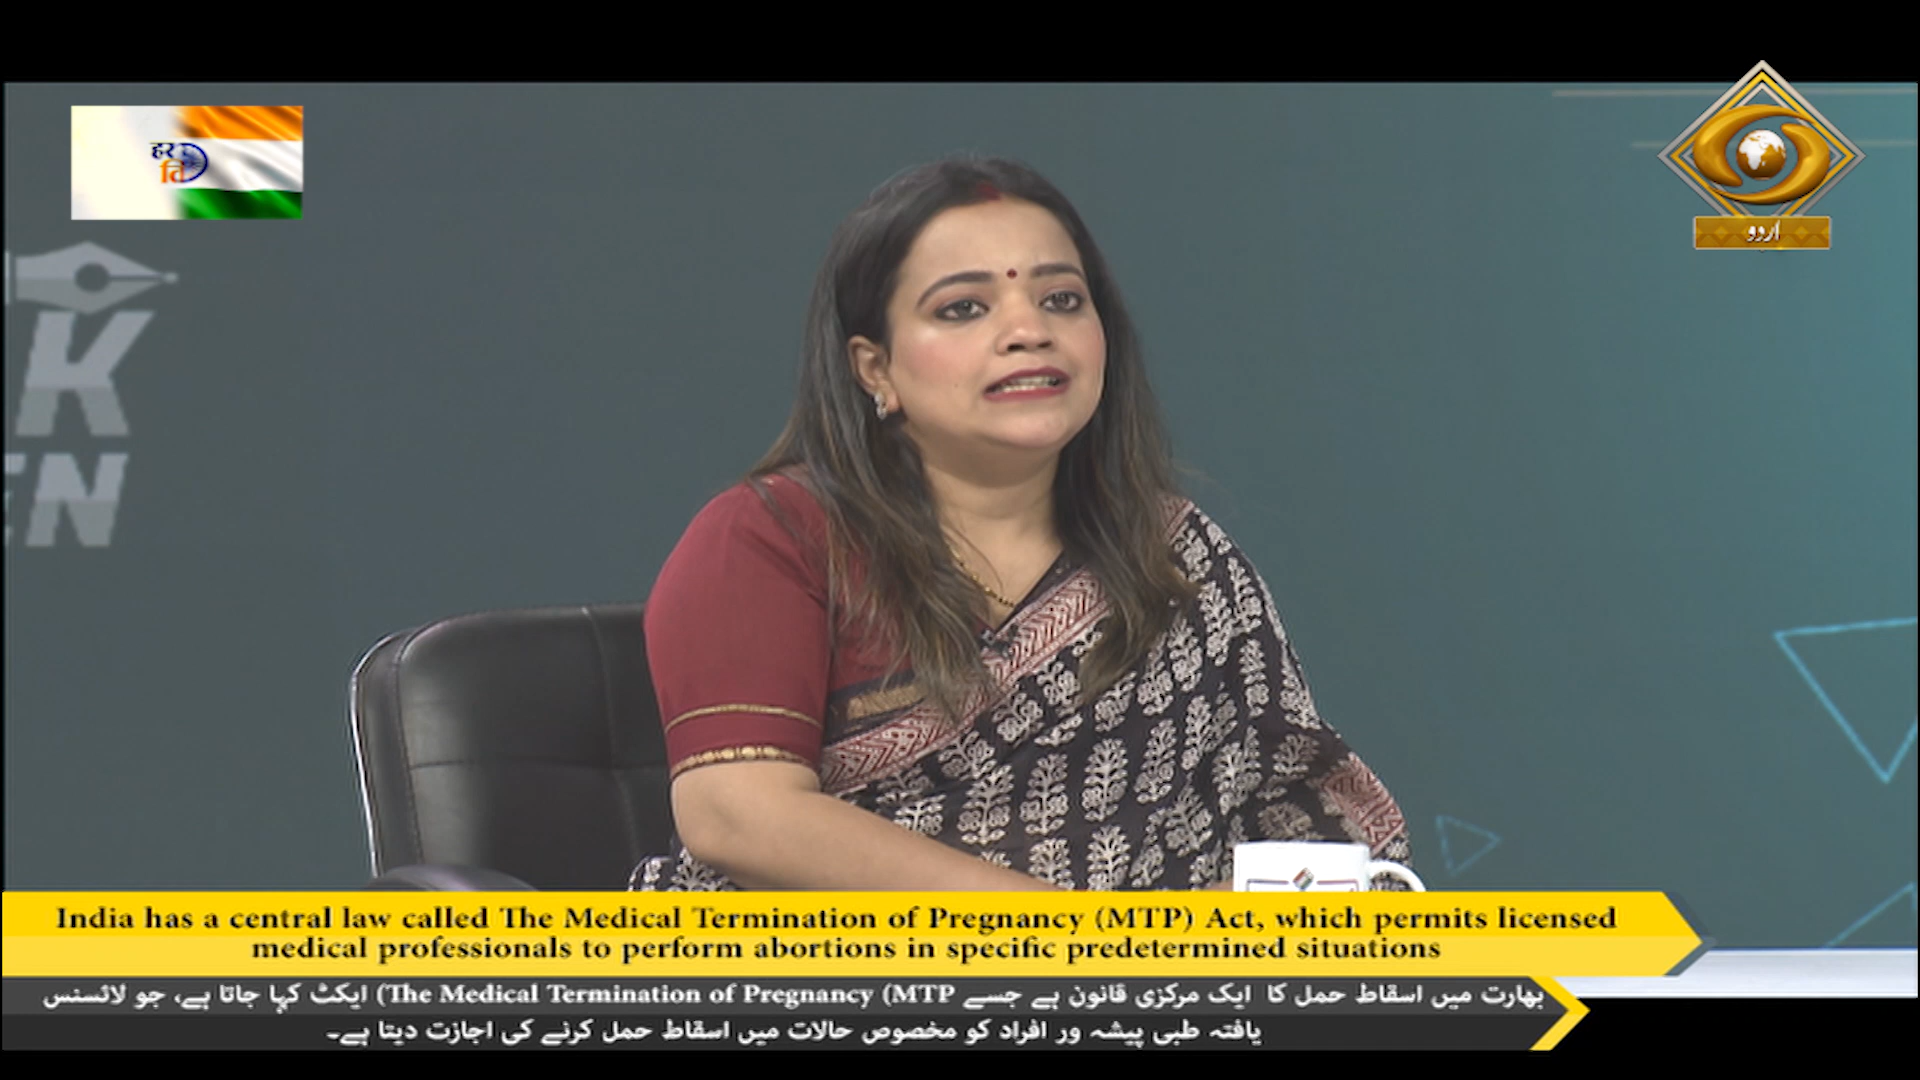 हर
ति
اردو
K
EN
India has a central law called The Medical Termination of Pregnancy (MTP) Act, which permits licensed
medical professionals to perform abortions in specific predetermined situations
بھارت میں اسقاط حمل کا ایک مرکزی قانون ہے جسے The Medical Termination of Pregnancy (MTP) ایکٹ کہا جاتا ہے، جو لائسنس
یافتہ طبی پیشہ ور افراد کو مخصوص حالات میں اسقاط حمل کرنے کی اجازت دیتا ہے۔